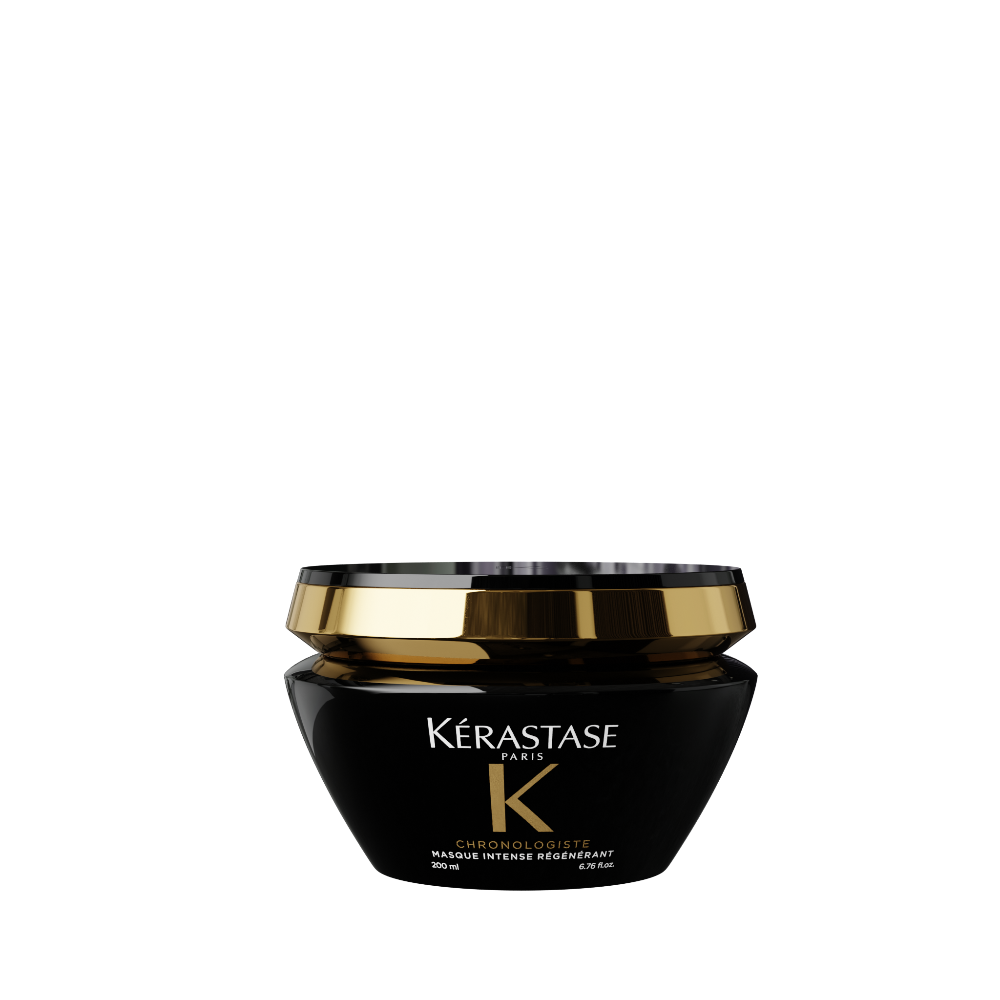 KÉRASTASE
PARIS
K
CHRONOLOGISTE
MASQUE INTENSE RÉGÉNÉRANT
200 ml 6.76 fl.oz.